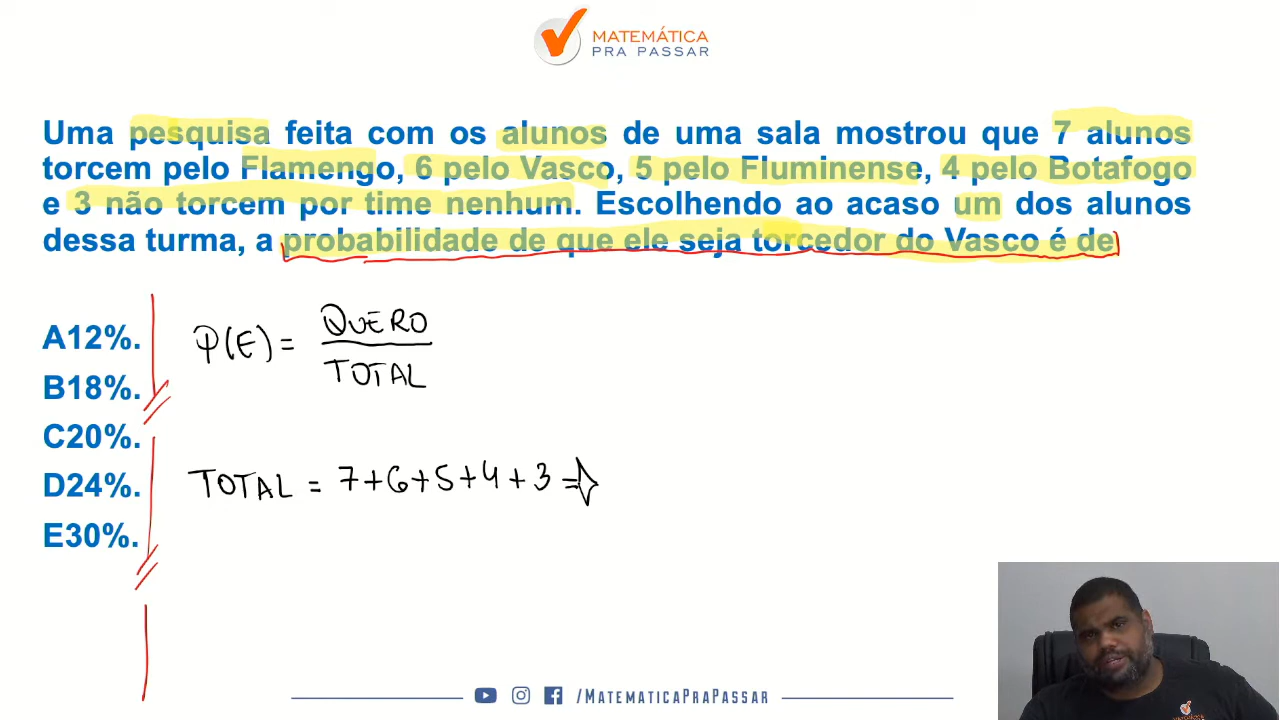 MATEMÁTICA
PRA PASSAR
Uma pesquisa feita com os alunos de uma sala mostrou que 7 alunos
torcem pelo Flamengo, 6 pelo Vasco, 5 pelo Fluminense, 4 pelo Botafogo
e 3 não torcem por time nenhum. Escolhendo ao acaso um dos alunos
dessa turma, a probabilidade de que ele seja torcedor do Vasco é de
A12%.
B18%.
C20%.
D24%.
E30%.
P(E) = QUERO
TOTAL
TOTAL = 7+6+5+4+3 =
/MATEMATICAPRAPASSAR